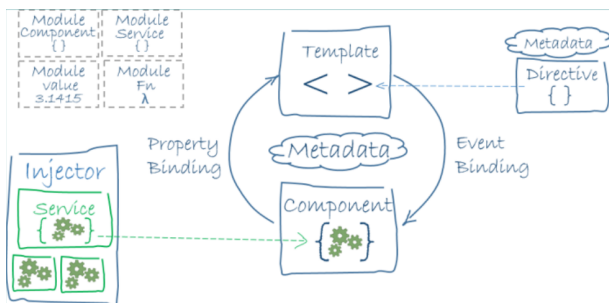 Module
Component
{ }
Module
Service
{ }
Module
value
3.1415
Module
Fn
λ
Template
< >
Metadata
Directive
{ }
Property
Binding
Metadata
Event
Binding
Injector
Service
{ }
Component
{ }